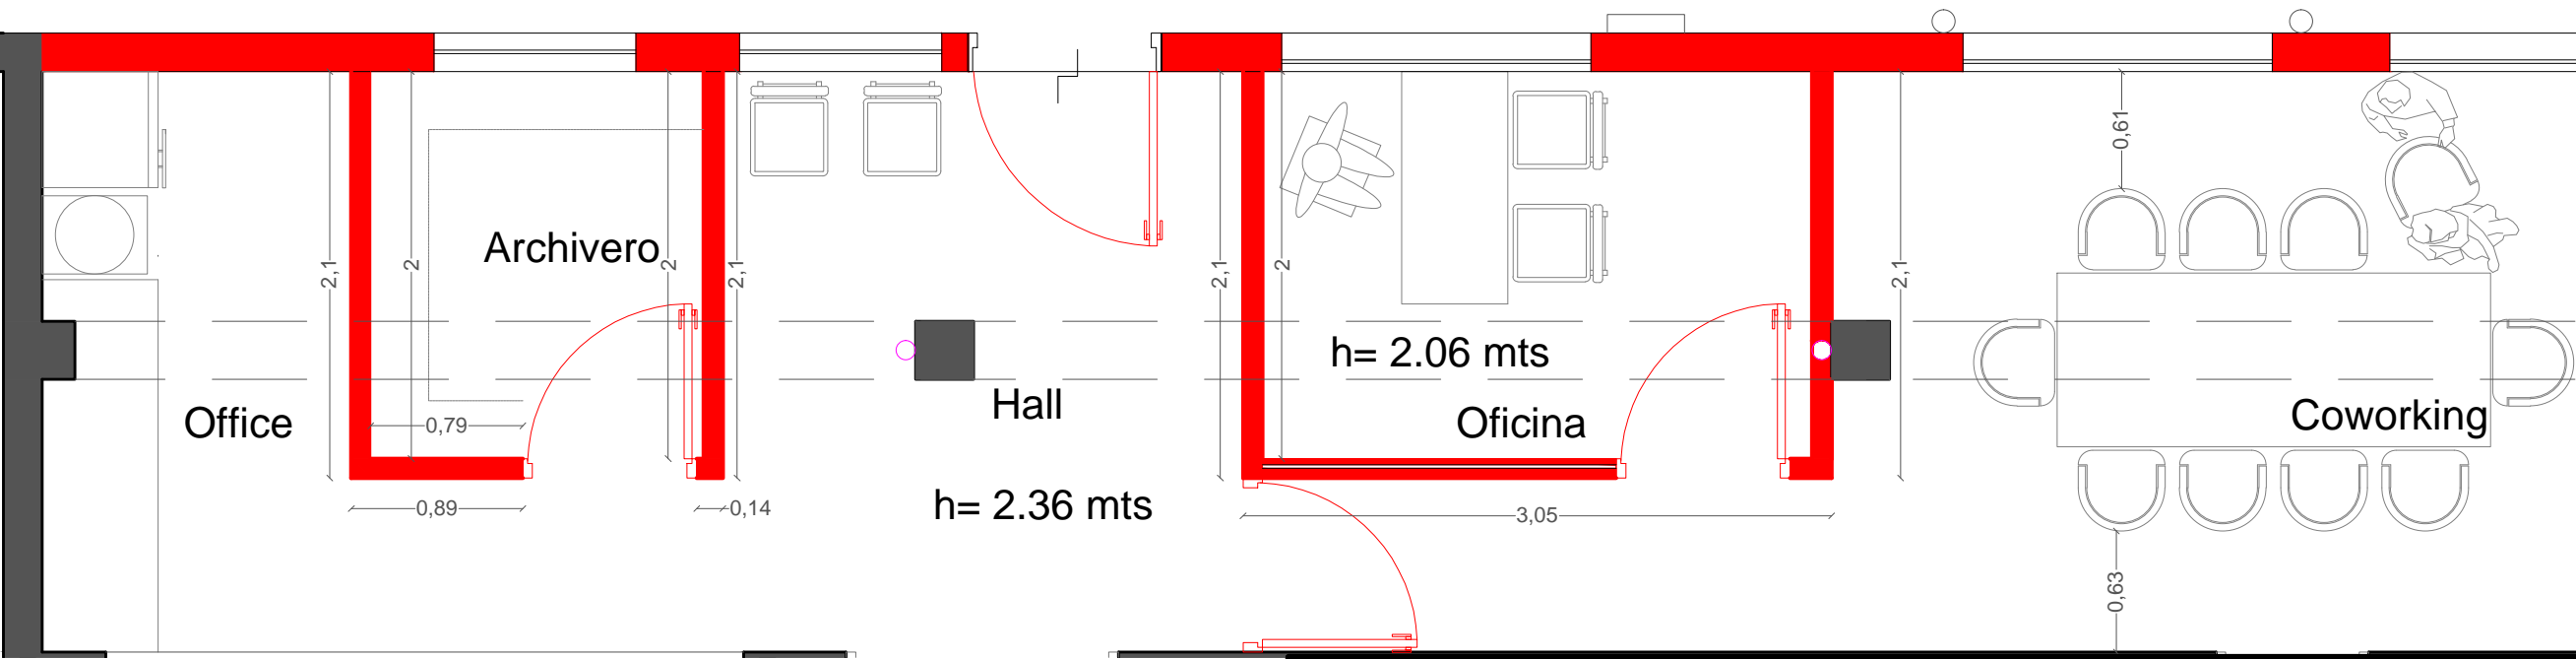 0,61
Archivero
2,1
2
2
2,1
2,1
2
2,1
h= 2.06 mts
Hall
Office
0,79
Oficina
Coworking
0,89
0,14
h= 2.36 mts
3,05
0,63